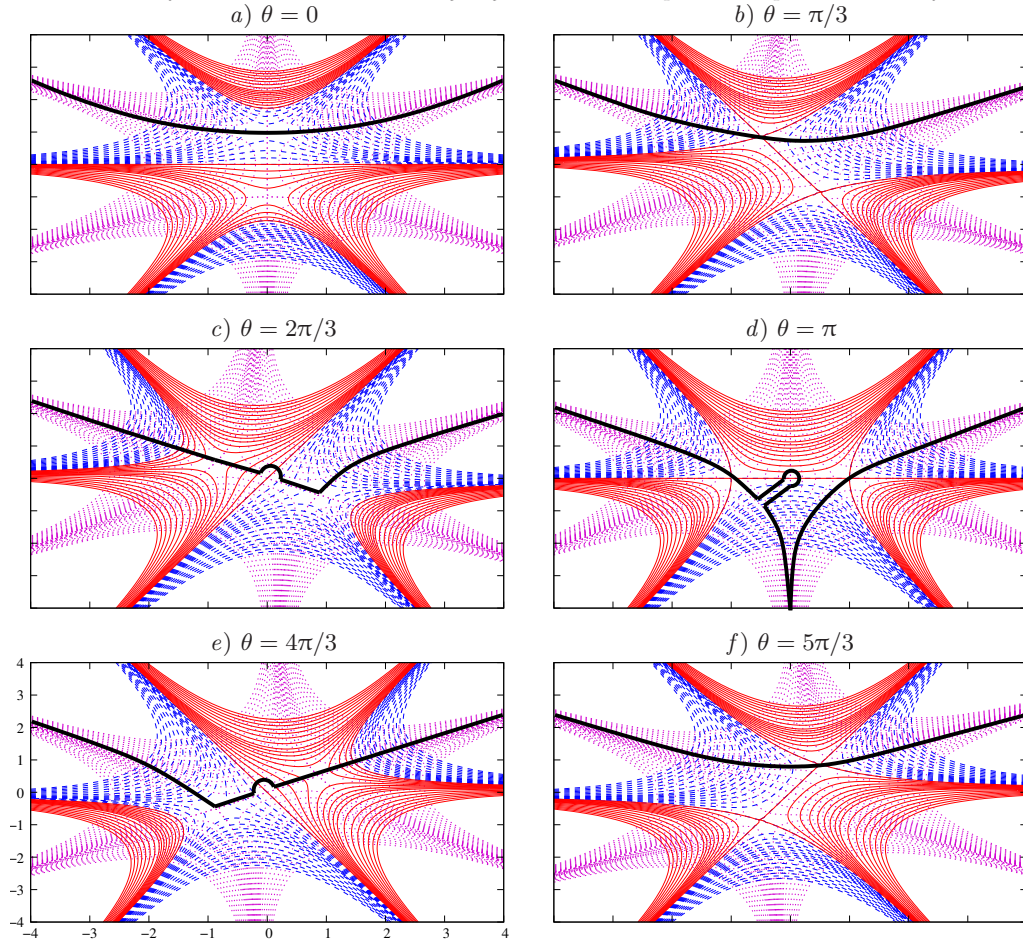 a) θ = 0
b) θ = π/3
c) θ = 2π/3
d) θ = π
e) θ = 4π/3
f) θ = 5π/3
4
3
2
1
0
−1
−2
−3
−4
−4 −3 −2 −1 0 1 2 3 4